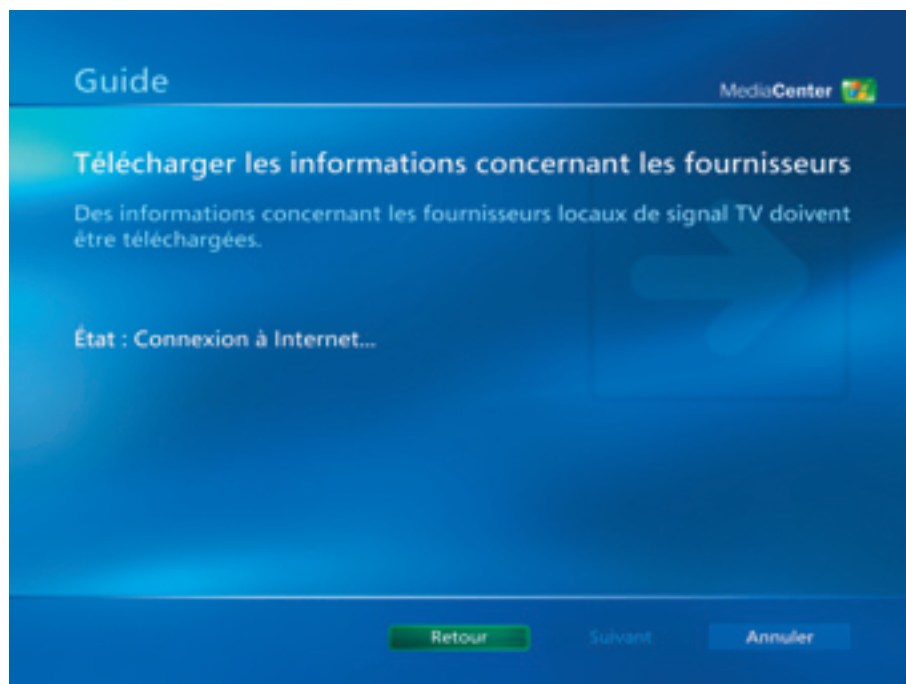 Guide
MediaCenter
Télécharger les informations concernant les fournisseurs
Des informations concernant les fournisseurs locaux de signal TV doivent
être téléchargées.
État : Connexion à Internet...
Retour Suivant Annuler